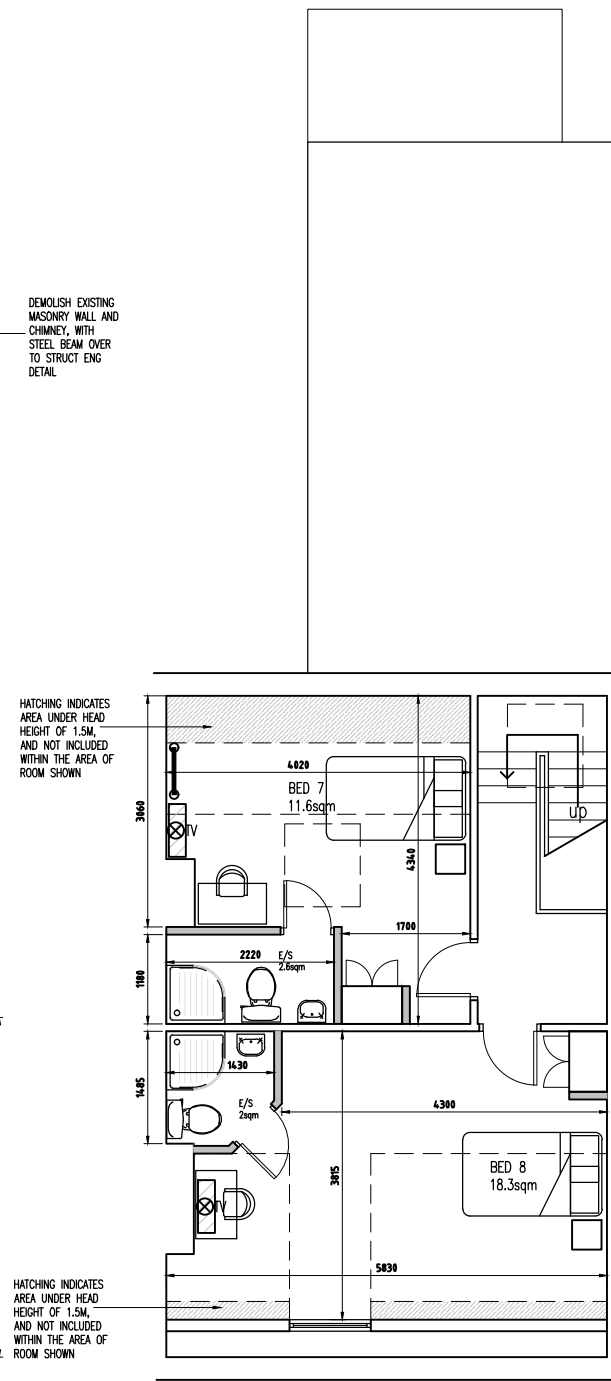 DEMOLISH EXISTING
MASONRY WALL AND
CHIMNEY, WITH
STEEL BEAM OVER
TO STRUCT ENG
DETAIL
HATCHING INDICATES
AREA UNDER HEAD
HEIGHT OF 1.5M,
AND NOT INCLUDED
WITHIN THE AREA OF
ROOM SHOWN
4020
BED 7
11.6sqm
3060
TV
up
4340
1700
2220
E/S
2.6sqm
1180
1430
1485
E/S
2sqm
4300
3815
BED 8
18.3sqm
TV
5830
HATCHING INDICATES
AREA UNDER HEAD
HEIGHT OF 1.5M,
AND NOT INCLUDED
WITHIN THE AREA OF
ROOM SHOWN